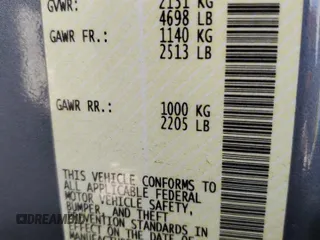 GVWR: 2131 KG
4698 LB
GAWR FR.: 1140 KG
2513 LB
GAWR RR.: 1000 KG
2205 LB
THIS VEHICLE CONFORMS TO
ALL APPLICABLE FEDERAL
MOTOR VEHICLE SAFETY,
BUMPER, AND THEFT
PREVENTION STANDARDS IN
EFFECT ON THE DATE OF
MANUFACTURE
DREAMBID